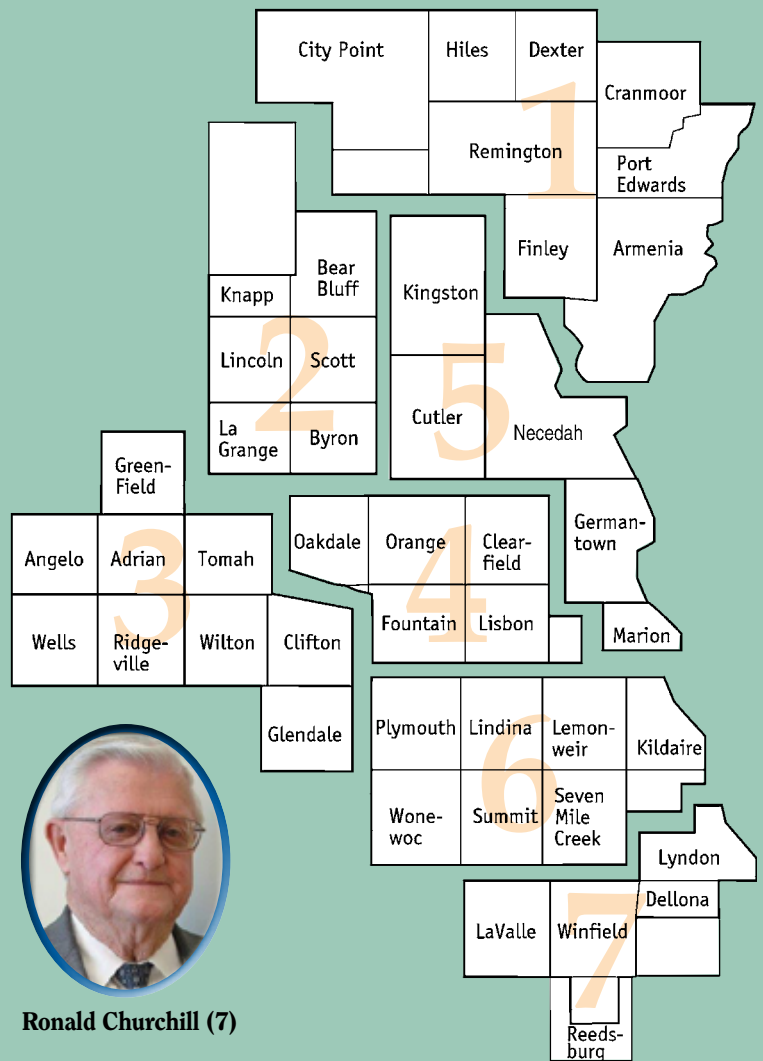 City Point
Hiles
Dexter
Cranmoor
1
Remington
Port
Edwards
Finley
Armenia
Bear
Bluff
Knapp
2
Lincoln
Scott
La
Grange
Byron
Kingston
5
Cutler
Necedah
German-
town
Marion
Green-
Field
3
Angelo
Adrian
Tomah
Wells
Ridge-
ville
Wilton
Clifton
Glendale
4
Oakdale
Orange
Clear-
field
Fountain
Lisbon
6
Plymouth
Lindina
Lemon-
weir
Kildaire
Wone-
woc
Summit
Seven
Mile
Creek
7
Lyndon
Dellona
LaValle
Winfield
Reeds-
burg
Ronald Churchill (7)